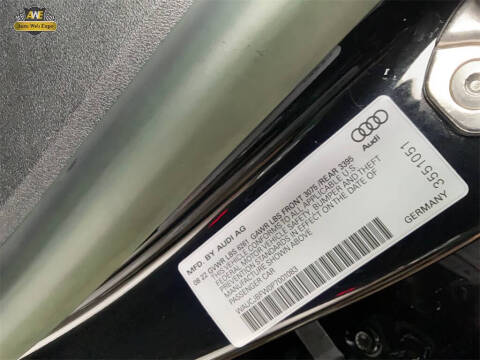 AWE
Auto Web Expo
Audi
MFD. BY AUDI AG
08 22 GVWR LBS 6261 GAWR LBS FRONT 3075 /REAR 3395
THIS VEHICLE CONFORMS TO ALL APPLICABLE U.S.
FEDERAL MOTOR VEHICLE SAFETY, BUMPER AND THEFT
PREVENTION STANDARDS IN EFFECT ON THE DATE OF
MANUFACTURE SHOWN ABOVE
PASSENGER CAR
3551051
GERMANY